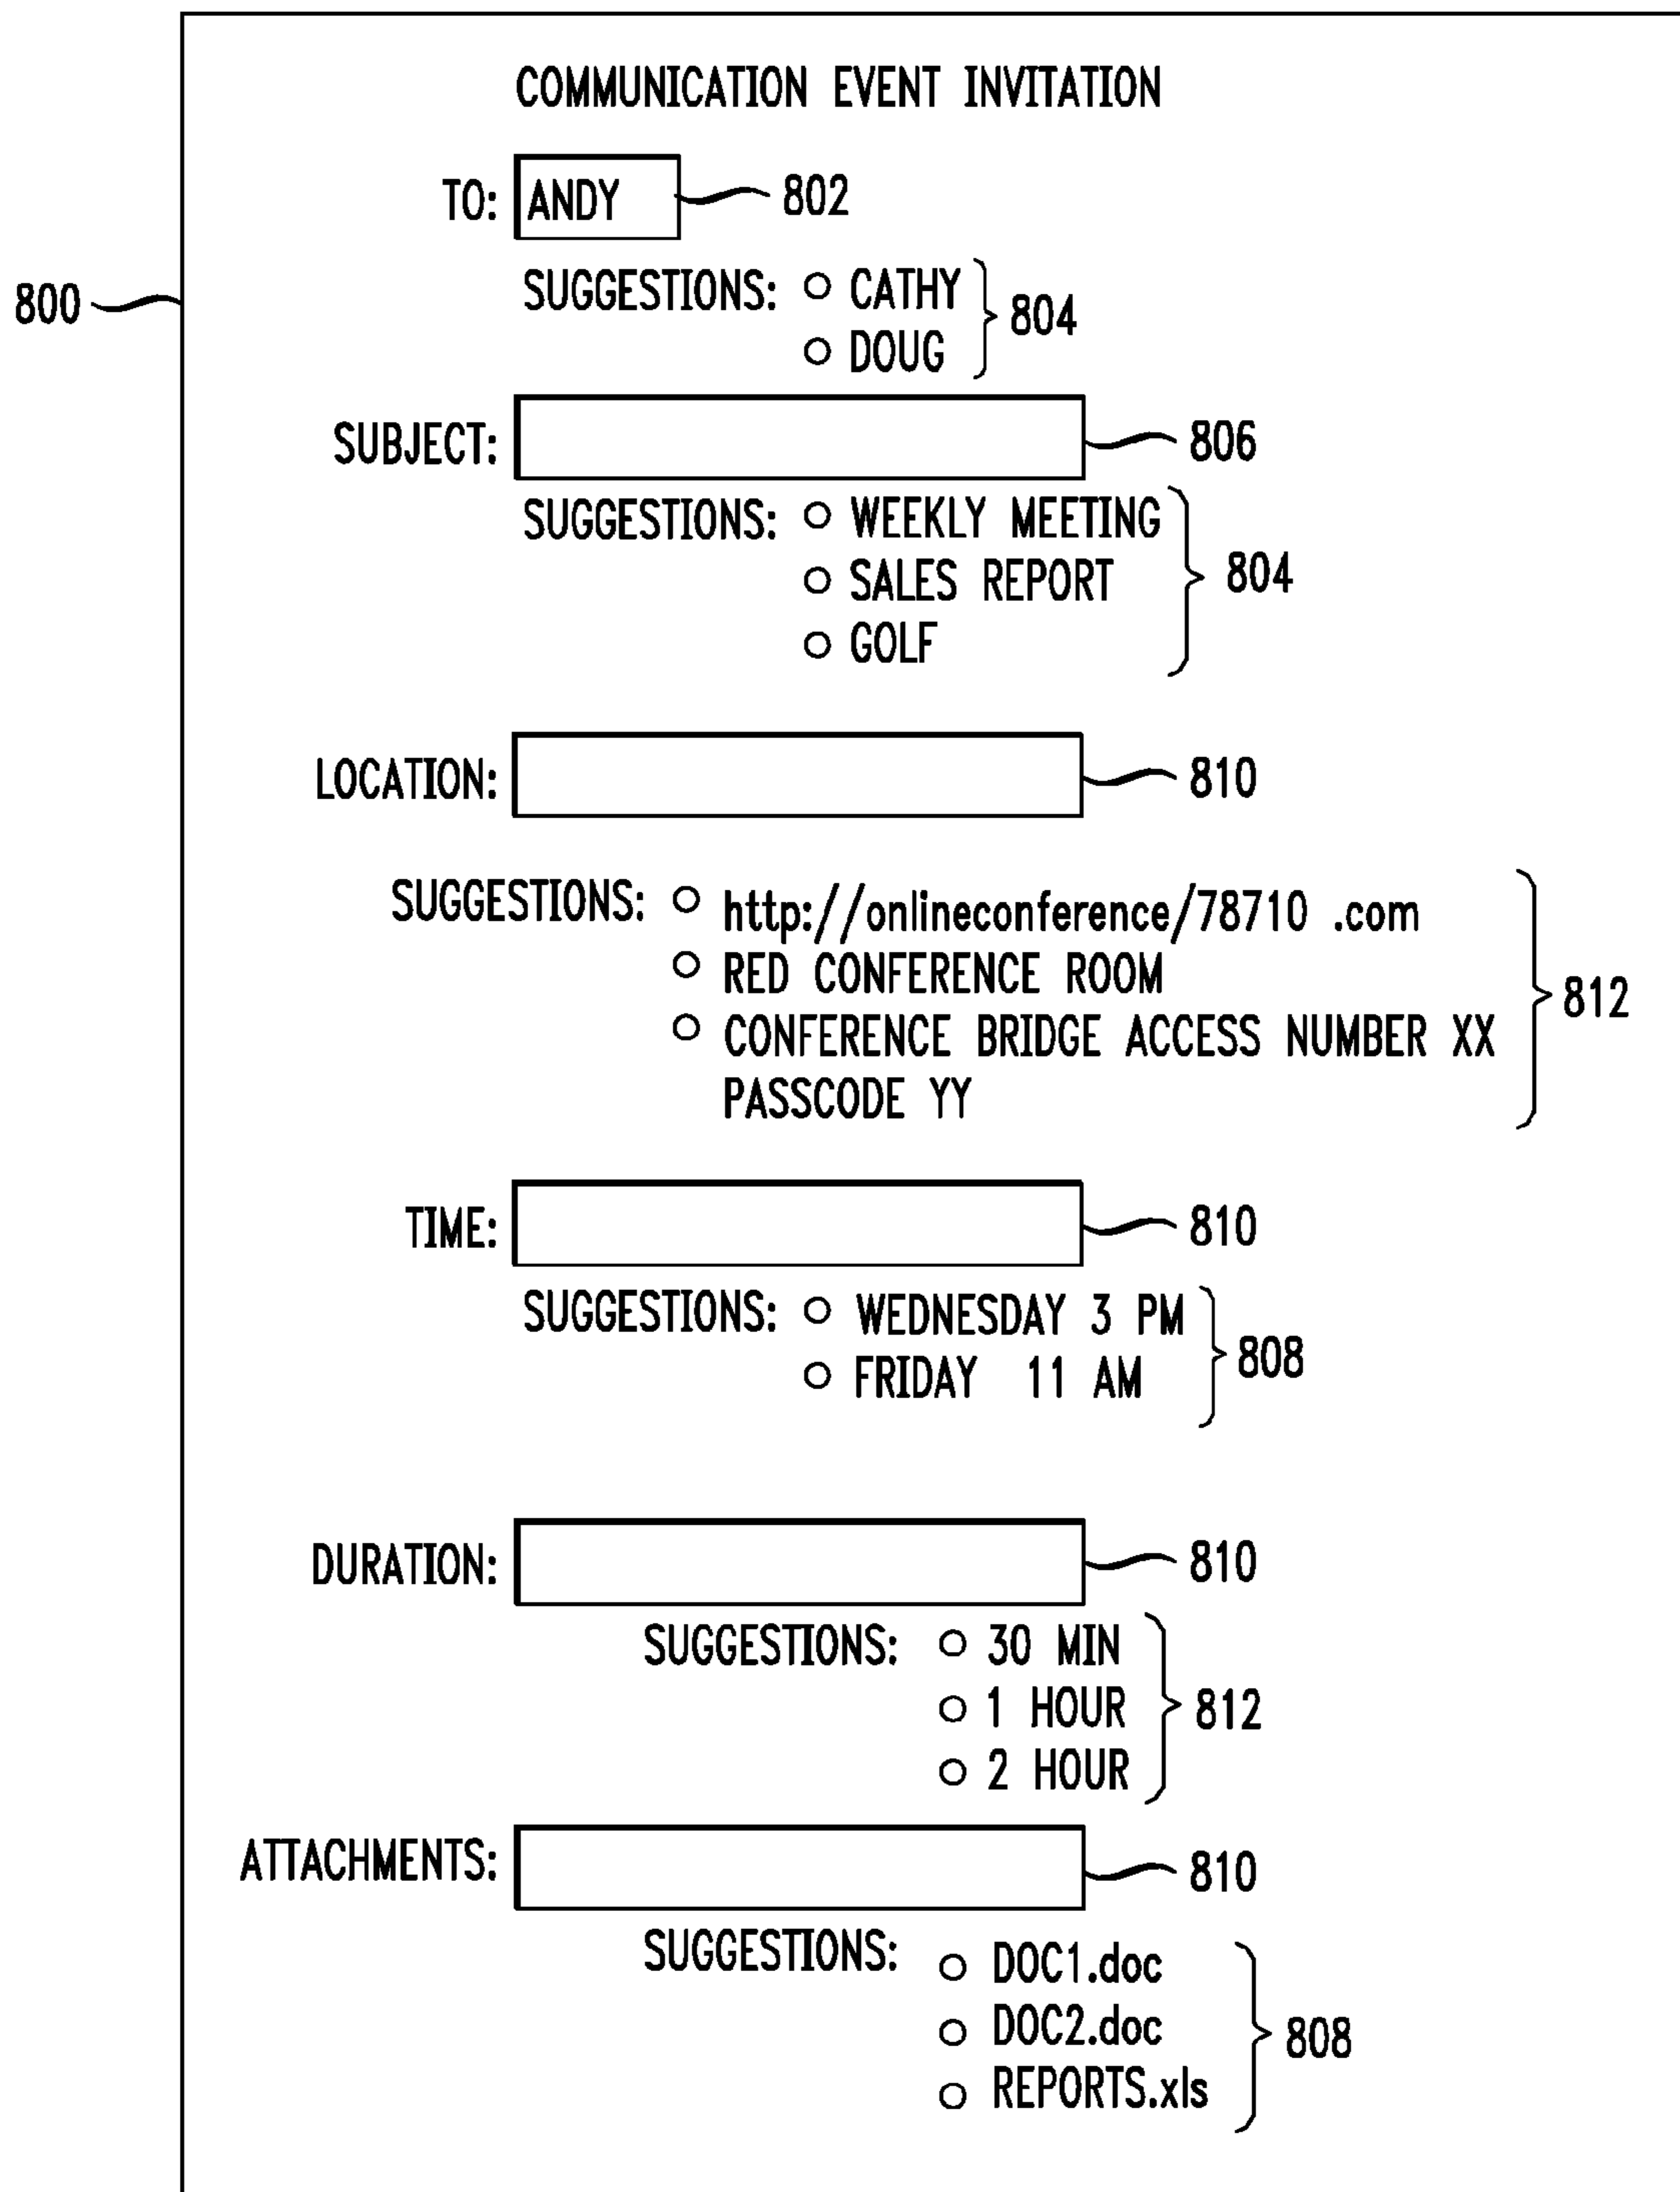 COMMUNICATION EVENT INVITATION
TO: ANDY 802
800
SUGGESTIONS: CATHY
DOUG
804
SUBJECT: 806
SUGGESTIONS: WEEKLY MEETING
SALES REPORT
GOLF
804
LOCATION: 810
SUGGESTIONS: http://onlineconference/78710 .com
RED CONFERENCE ROOM
CONFERENCE BRIDGE ACCESS NUMBER XX
PASSCODE YY
812
TIME: 810
SUGGESTIONS: WEDNESDAY 3 PM
FRIDAY 11 AM
808
DURATION: 810
SUGGESTIONS: 30 MIN
1 HOUR
2 HOUR
812
ATTACHMENTS: 810
SUGGESTIONS: DOC1.doc
DOC2.doc
REPORTS.xls
808